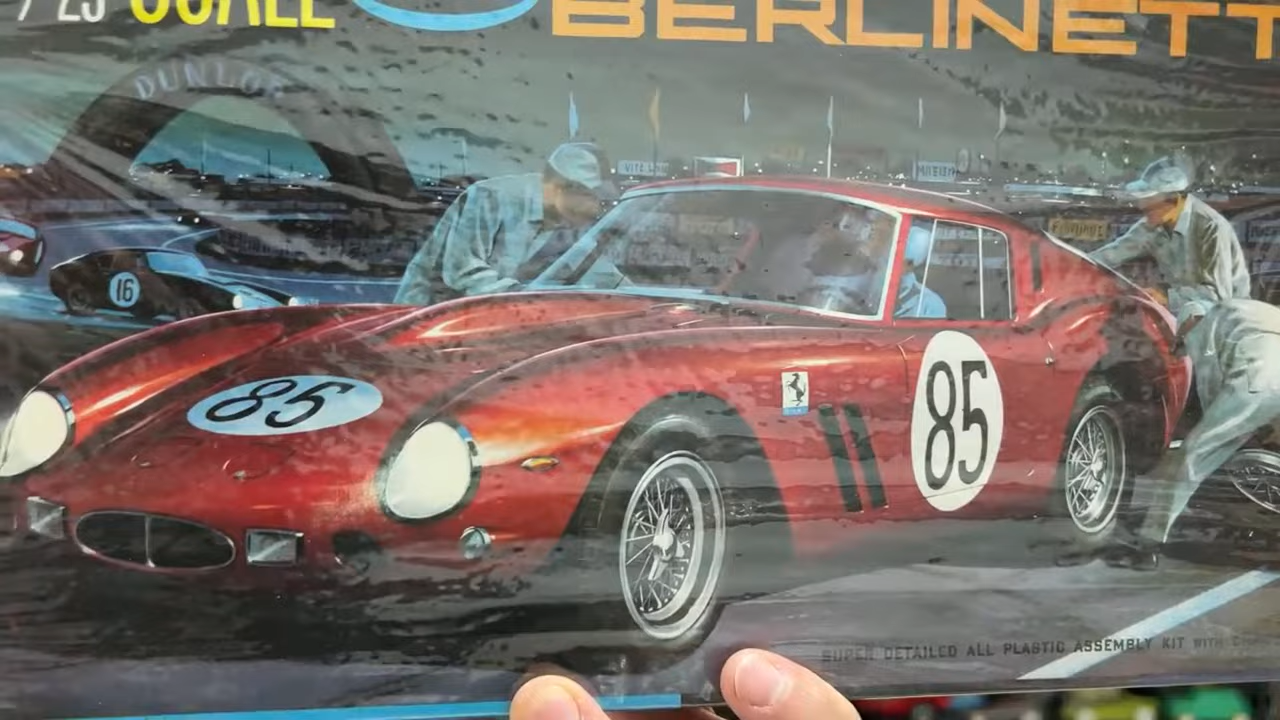 /25 SCALE
BERLINETT
DUNLOP
16
85
85
SUPER DETAILED ALL PLASTIC ASSEMBLY KIT WITH